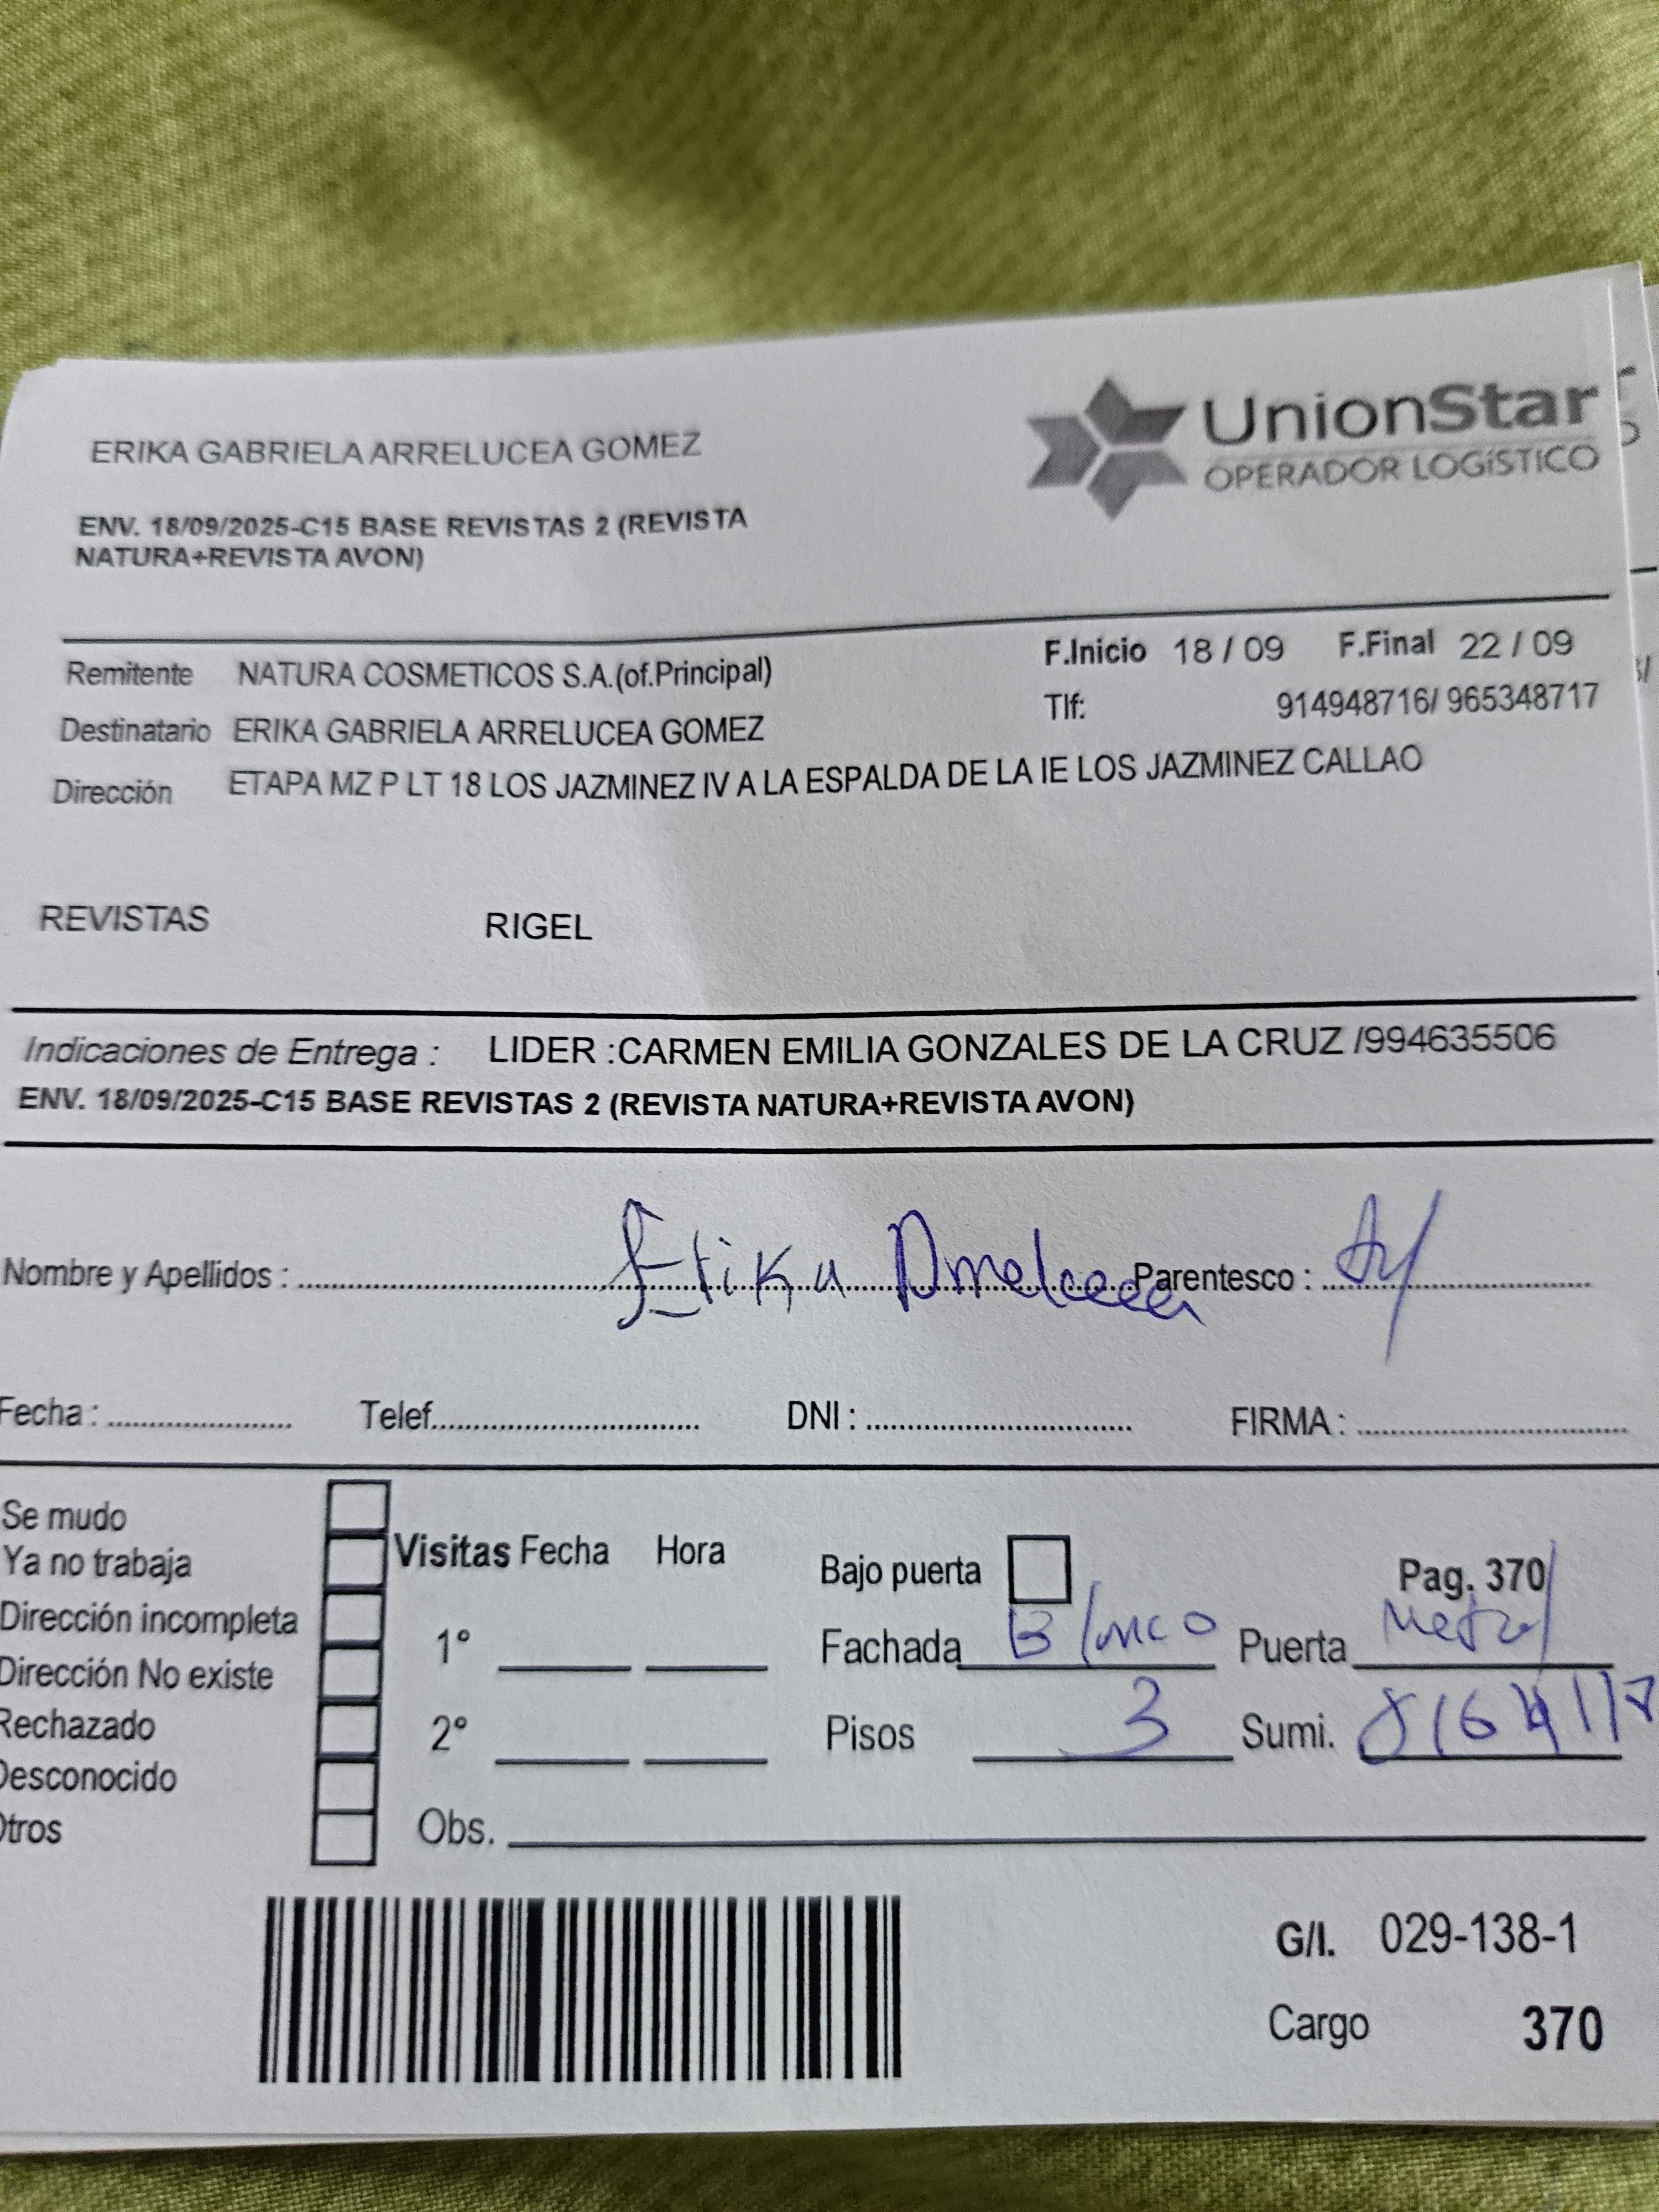 UnionStar
OPERADOR LOGíSTICO
ERIKA GABRIELA ARRELUCEA GOMEZ
ENV. 18/09/2025-C15 BASE REVISTAS 2 (REVISTA
NATURA+REVISTA AVON)
F.Inicio 18 / 09 F.Final 22 / 09
Remitente NATURA COSMETICOS S.A.(of.Principal)
Tlf: 914948716/ 965348717
Destinatario ERIKA GABRIELA ARRELUCEA GOMEZ
Dirección ETAPA MZ P LT 18 LOS JAZMINEZ IV A LA ESPALDA DE LA IE LOS JAZMINEZ CALLAO
REVISTAS RIGEL
Indicaciones de Entrega : LIDER :CARMEN EMILIA GONZALES DE LA CRUZ /994635506
ENV. 18/09/2025-C15 BASE REVISTAS 2 (REVISTA NATURA+REVISTA AVON)
Nombre y Apellidos : Erika Arrelucea Parentesco :
Fecha : Telef. DNI : FIRMA :
Se mudo
Ya no trabaja
Dirección incompleta
Dirección No existe
Rechazado
Desconocido
Otros
Visitas Fecha Hora
1°
2°
Obs.
Bajo puerta Pag. 370
Fachada Blanco Puerta Metal
Pisos 3 Sumi.
G/I. 029-138-1
Cargo 370